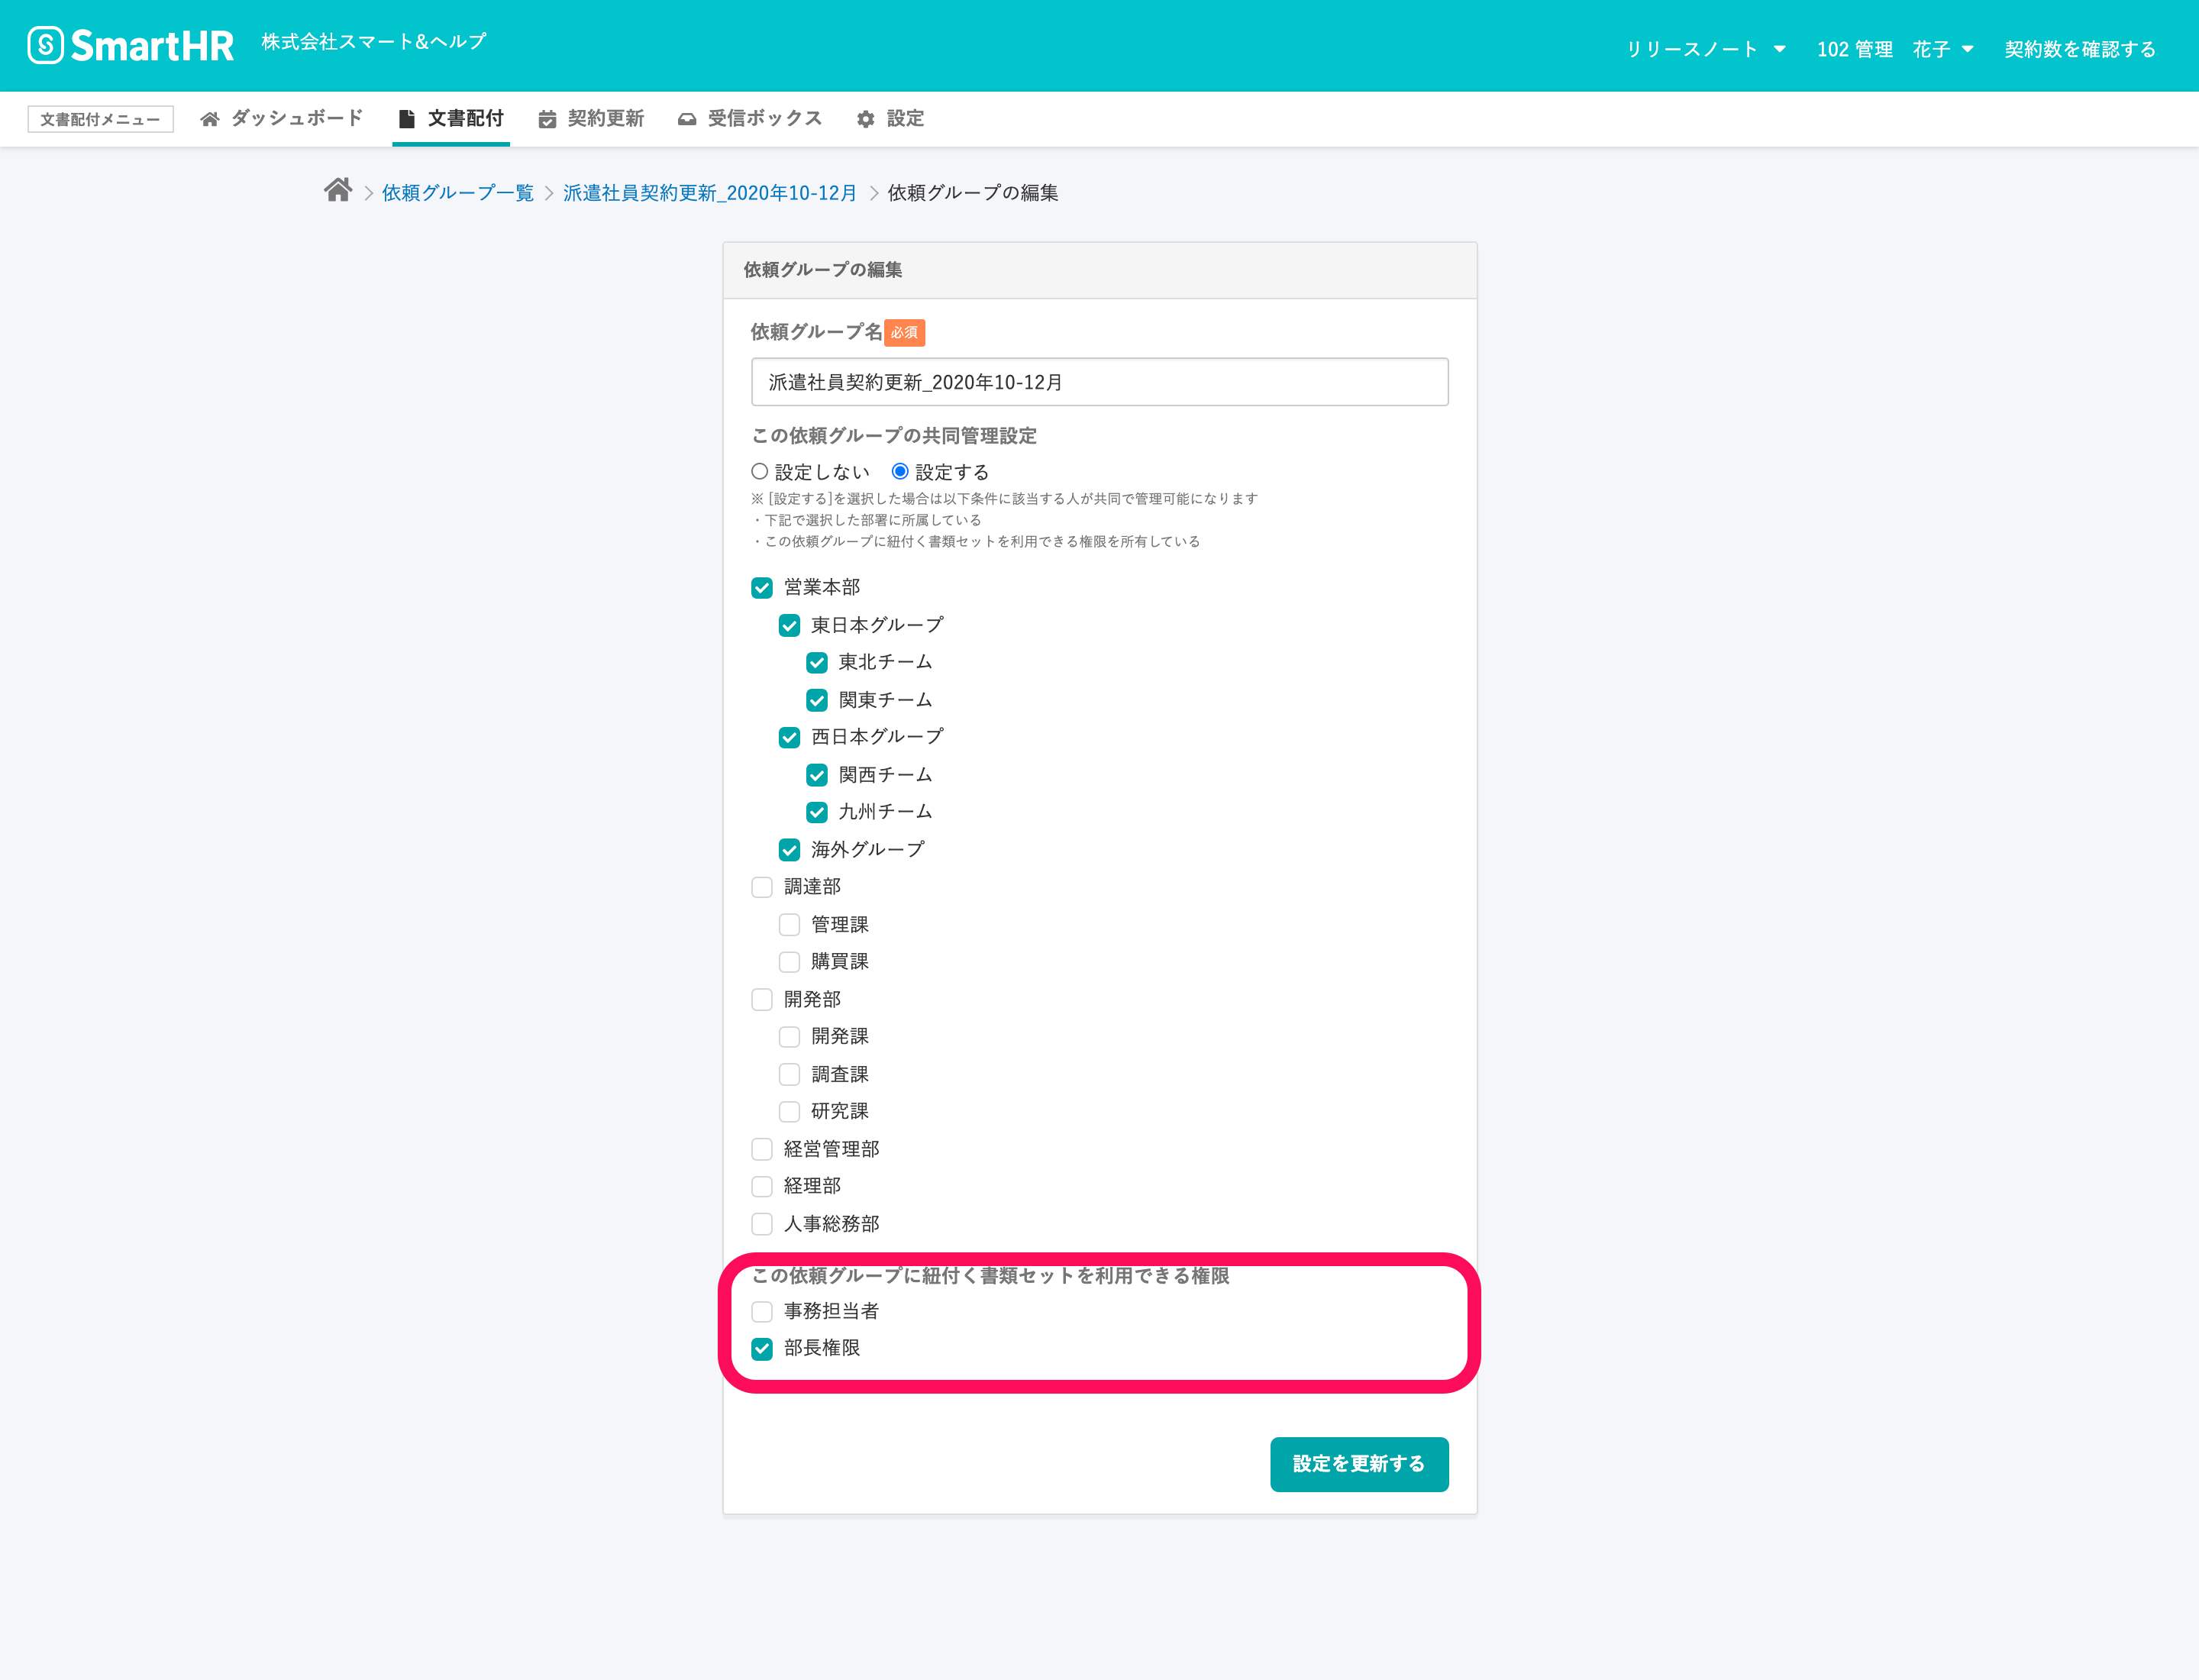 SmartHR 株式会社スマート&ヘルプ リリースノート 102 管理 花子 契約数を確認する
文書配付メニュー ダッシュボード 文書配付 契約更新 受信ボックス 設定
依頼グループ一覧 派遣社員契約更新_2020年10-12月 依頼グループの編集
依頼グループの編集
依頼グループ名 必須
派遣社員契約更新_2020年10-12月
この依頼グループの共同管理設定
設定しない 設定する
※ [設定する]を選択した場合は以下条件に該当する人が共同で管理可能になります
・下記で選択した部署に所属している
・この依頼グループに紐付く書類セットを利用できる権限を所有している
営業本部
東日本グループ
東北チーム
関東チーム
西日本グループ
関西チーム
九州チーム
海外グループ
調達部
管理課
購買課
開発部
開発課
調査課
研究課
経営管理部
経理部
人事総務部
この依頼グループに紐付く書類セットを利用できる権限
事務担当者
部長権限
設定を更新する